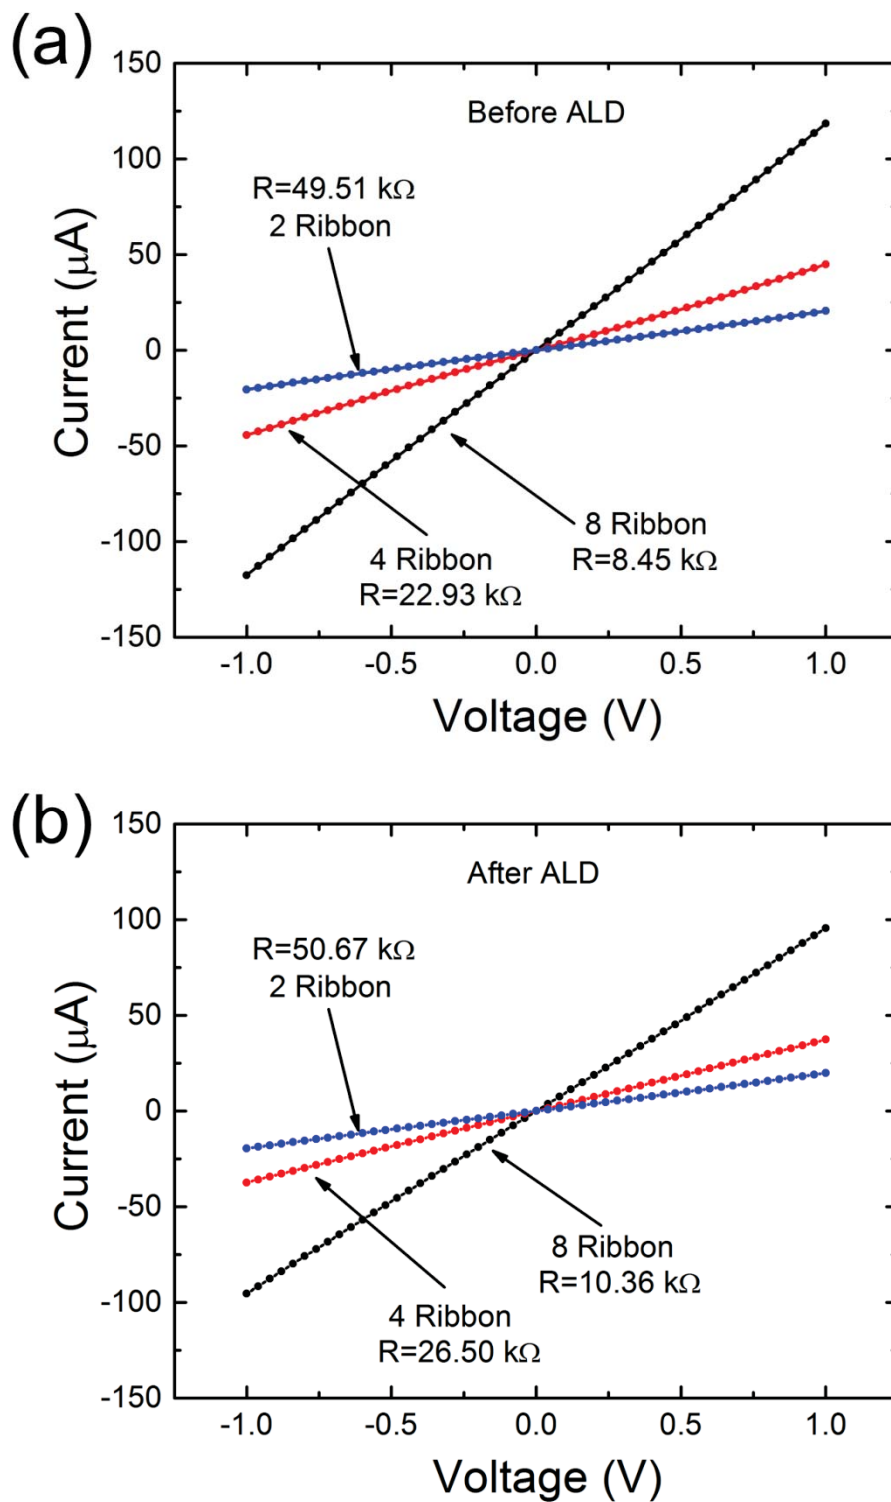 (a)
150
100
50
0
-50
-100
-150
Current (μA)
Before ALD
R=49.51 kΩ
2 Ribbon
8 Ribbon
R=8.45 kΩ
4 Ribbon
R=22.93 kΩ
-1.0 -0.5 0.0 0.5 1.0
Voltage (V)
(b)
150
100
50
0
-50
-100
-150
Current (μA)
After ALD
R=50.67 kΩ
2 Ribbon
8 Ribbon
R=10.36 kΩ
4 Ribbon
R=26.50 kΩ
-1.0 -0.5 0.0 0.5 1.0
Voltage (V)